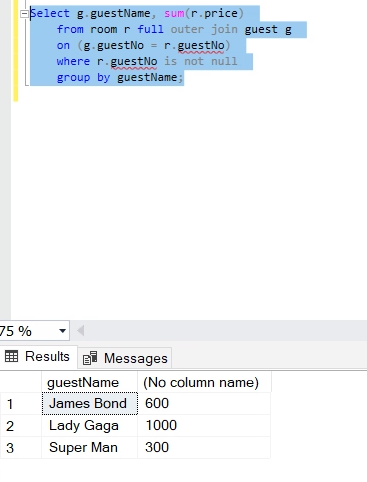 Select g.guestName, sum(r.price)
from room r full outer join guest g
on (g.guestNo = r.guestNo)
where r.guestNo is not null
group by guestName;
75 %
Results Messages
guestName (No column name)
1 James Bond 600
2 Lady Gaga 1000
3 Super Man 300